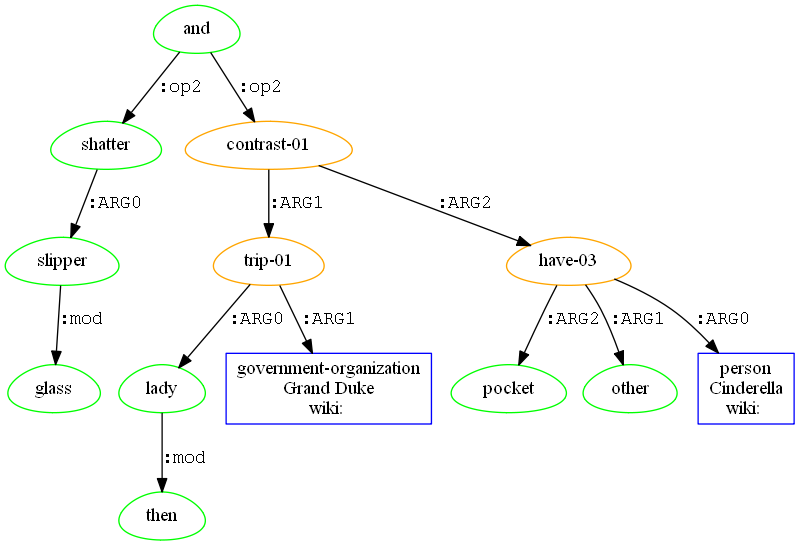 and
:op2
:op2
shatter
contrast-01
:ARG0
:ARG1
:ARG2
slipper
trip-01
have-03
:mod
:ARG0
:ARG1
:ARG2
:ARG1
:ARG0
glass
lady
government-organization
Grand Duke
wiki:
pocket
other
person
Cinderella
wiki:
:mod
then